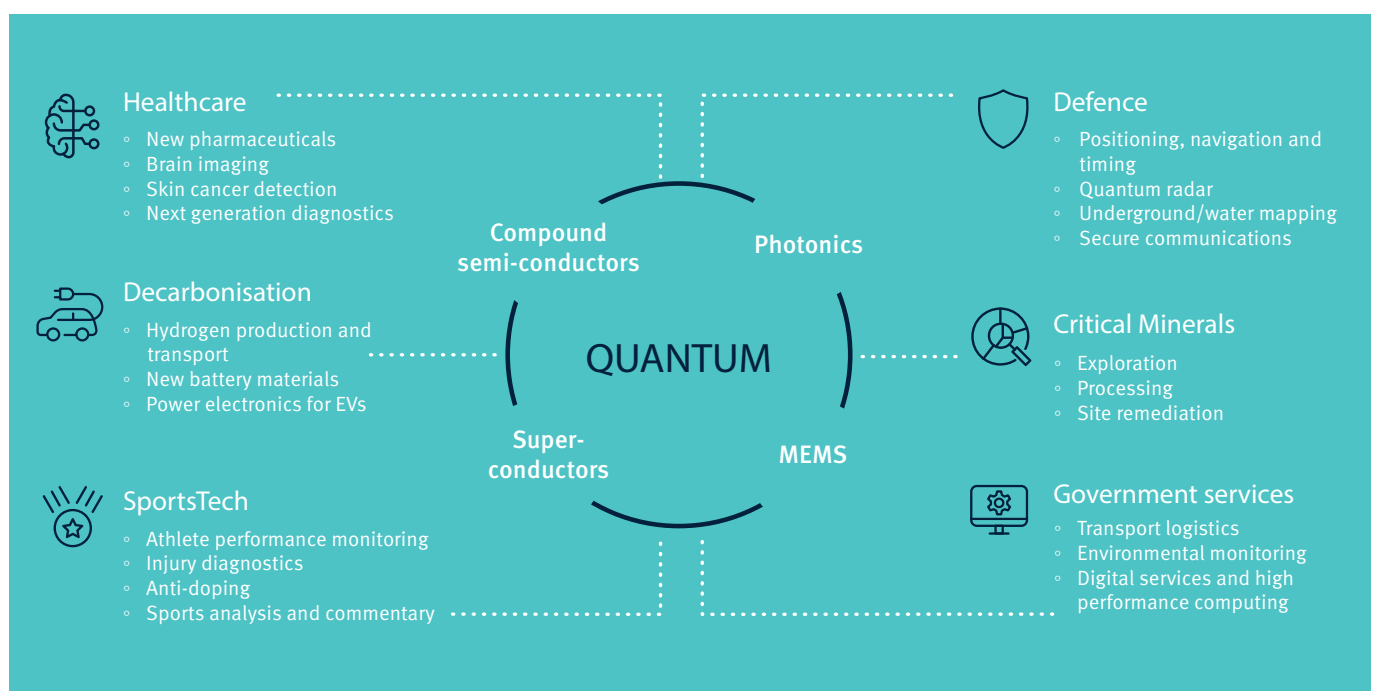 Healthcare
◦ New pharmaceuticals
◦ Brain imaging
◦ Skin cancer detection
◦ Next generation diagnostics
Decarbonisation
◦ Hydrogen production and
transport
◦ New battery materials
◦ Power electronics for EVs
SportsTech
◦ Athlete performance monitoring
◦ Injury diagnostics
◦ Anti-doping
◦ Sports analysis and commentary
Compound
semi-conductors
Photonics
QUANTUM
Super-
conductors
MEMS
Defence
◦ Positioning, navigation and
timing
◦ Quantum radar
◦ Underground/water mapping
◦ Secure communications
Critical Minerals
◦ Exploration
◦ Processing
◦ Site remediation
Government services
◦ Transport logistics
◦ Environmental monitoring
◦ Digital services and high
performance computing